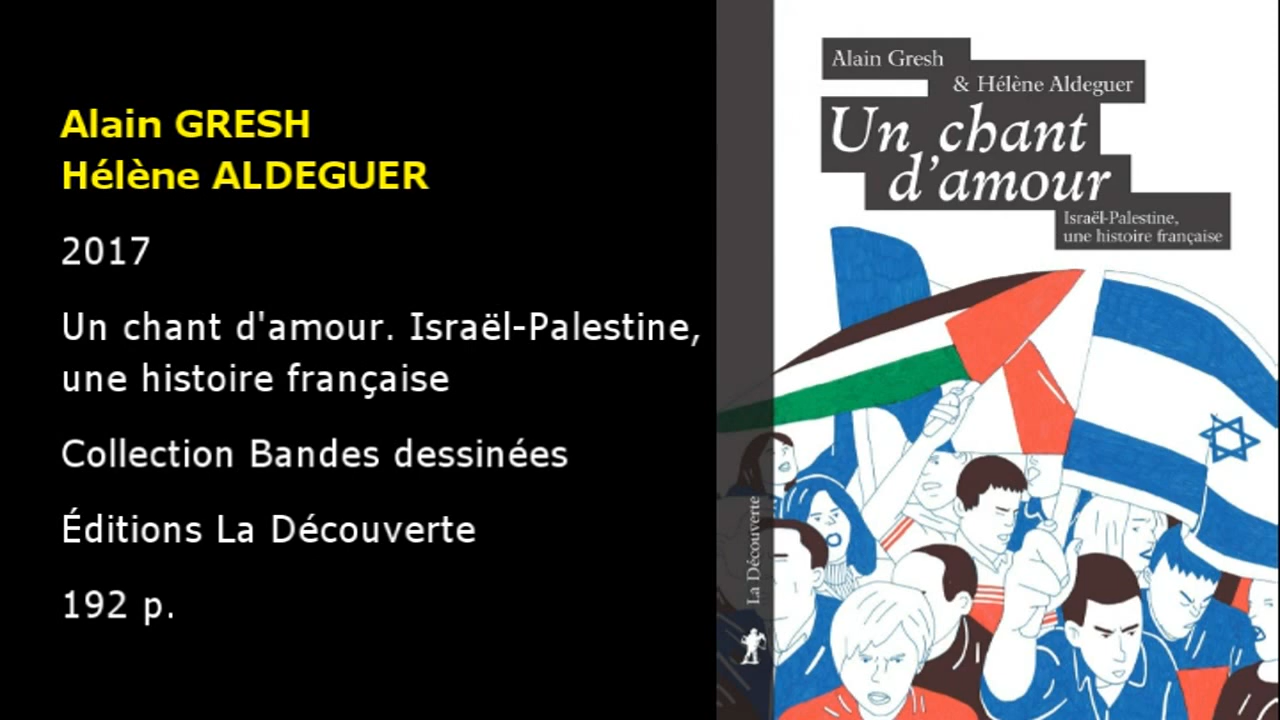 Alain GRESH
Hélène ALDEGUER
2017
Un chant d'amour. Israël-Palestine,
une histoire française
Collection Bandes dessinées
Éditions La Découverte
192 p.
Alain Gresh
& Hélène Aldeguer
Un chant
d'amour
Israël-Palestine,
une histoire française
La Découverte